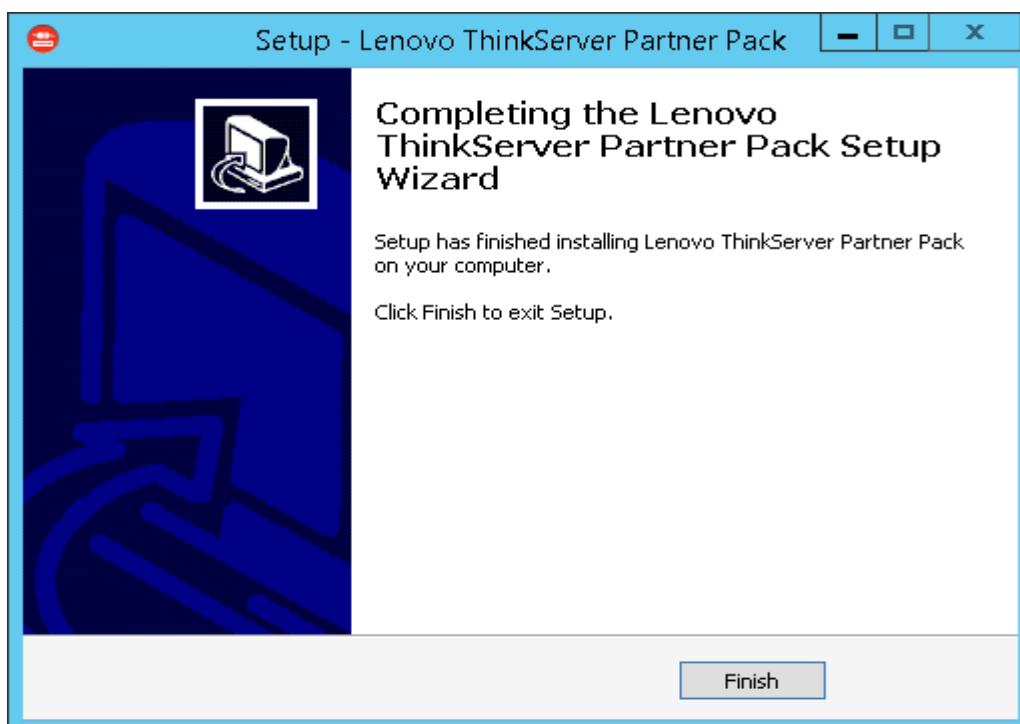 Setup - Lenovo ThinkServer Partner Pack
Completing the Lenovo
ThinkServer Partner Pack Setup
Wizard
Setup has finished installing Lenovo ThinkServer Partner Pack
on your computer.
Click Finish to exit Setup.
Finish